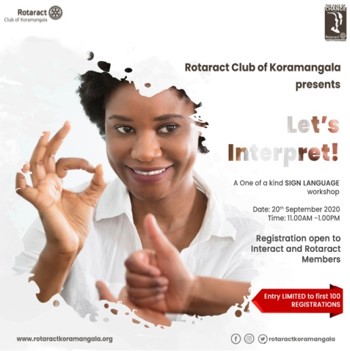 Rotaract
Club of Koramangala
Rotaract
Rotaract Club of Koramangala
presents
Let's
Interpret!
A One of a kind SIGN LANGUAGE
workshop
Date: 20th September 2020
Time: 11.00AM -1.00PM
Registration open to
Interact and Rotaract
Members
Entry LIMITED to first 100
REGISTRATIONS
www.rotaractkoramangala.org
rotaractkoramangala